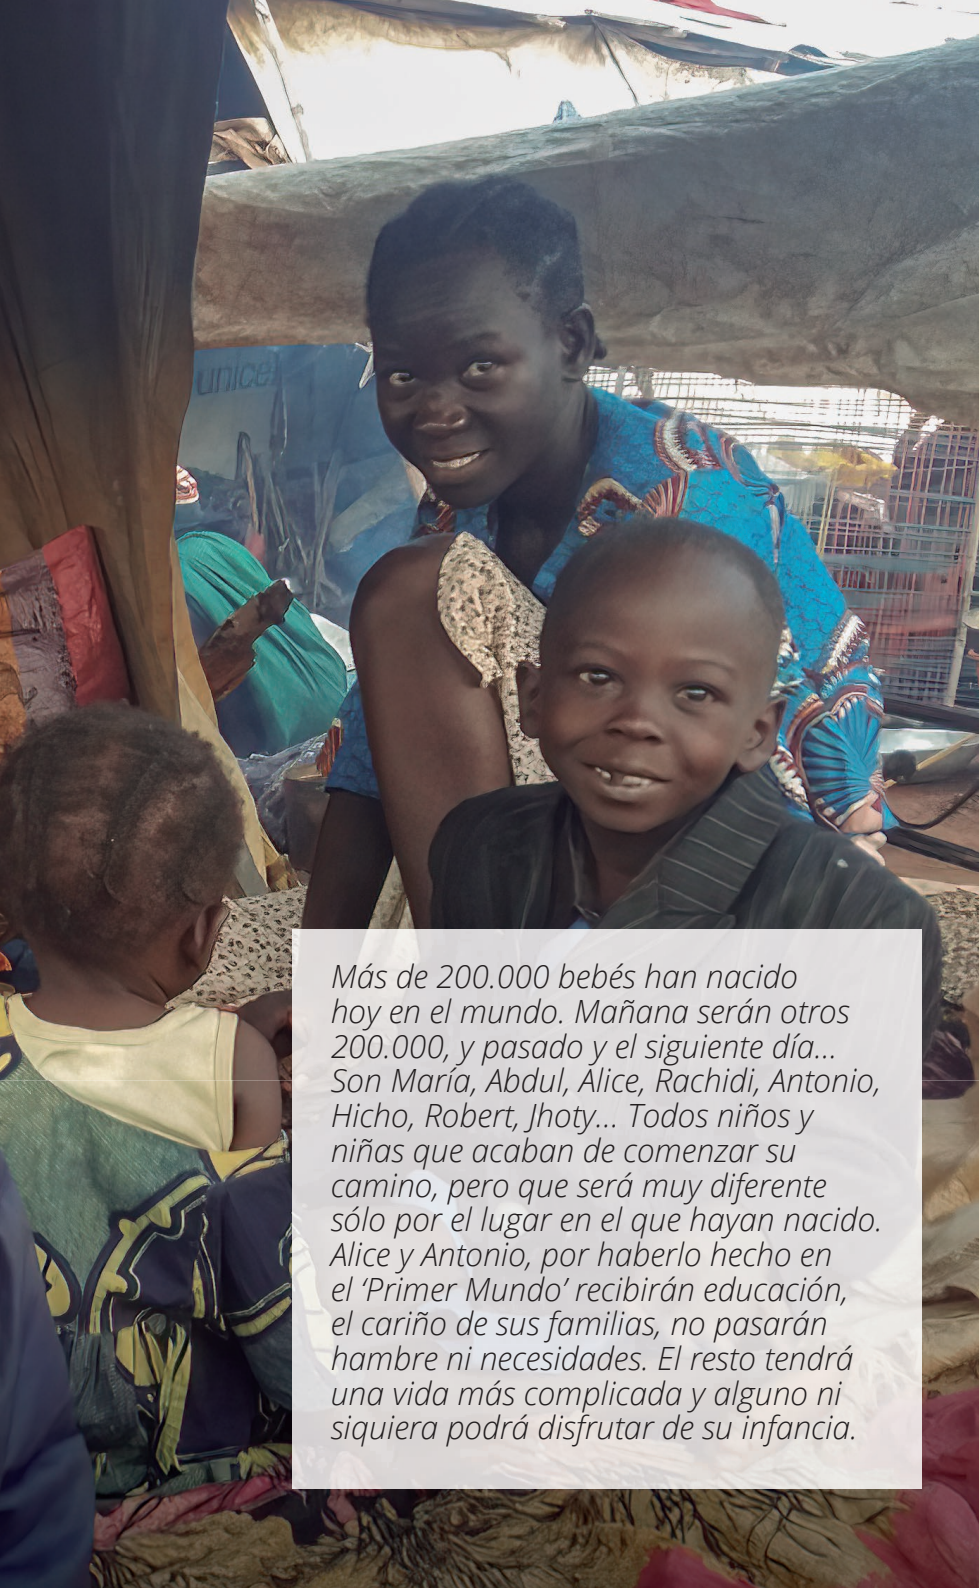 unice
Más de 200.000 bebés han nacido
hoy en el mundo. Mañana serán otros
200.000, y pasado y el siguiente día...
Son María, Abdul, Alice, Rachidi, Antonio,
Hicho, Robert, Jhoty... Todos niños y
niñas que acaban de comenzar su
camino, pero que será muy diferente
sólo por el lugar en el que hayan nacido.
Alice y Antonio, por haberlo hecho en
el ‘Primer Mundo’ recibirán educación,
el cariño de sus familias, no pasarán
hambre ni necesidades. El resto tendrá
una vida más complicada y alguno ni
siquiera podrá disfrutar de su infancia.